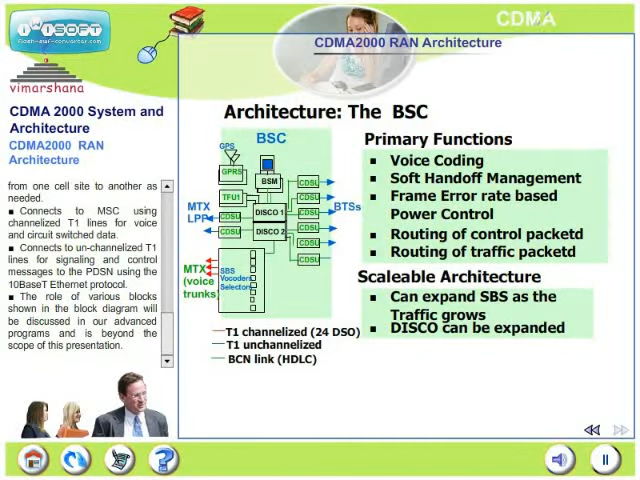 CDMA
iWiSOFT
flash-swf-converter.com
CDMA2000 RAN Architecture
vimarshana
CDMA 2000 System and
Architecture
CDMA2000 RAN
Architecture
from one cell site to another as
needed.
■ Connects to MSC using
channelized T1 lines for voice
and circuit switched data.
■ Connects to un-channelized T1
lines for signaling and control
messages to the PDSN using the
10BaseT Ethernet protocol.
■ The role of various blocks
shown in the block diagram will
be discussed in our advanced
programs and is beyond the
scope of this presentation.
Architecture: The BSC
BSC
GPS
GPRS
BSM
CDSU
TFU1
CDSU
MTX
LPP
CDSU
DISCO 1
CDSU
BTSs
CDSU
DISCO 2
CDSU
CDSU
CDSU
MTX
(voice
trunks)
SBS
Vocoders
Selectors
T1 channelized (24 DSO)
T1 unchannelized
BCN link (HDLC)
Primary Functions
■ Voice Coding
■ Soft Handoff Management
■ Frame Error rate based
Power Control
■ Routing of control packetd
■ Routing of traffic packetd
Scaleable Architecture
■ Can expand SBS as the
Traffic grows
■ DISCO can be expanded